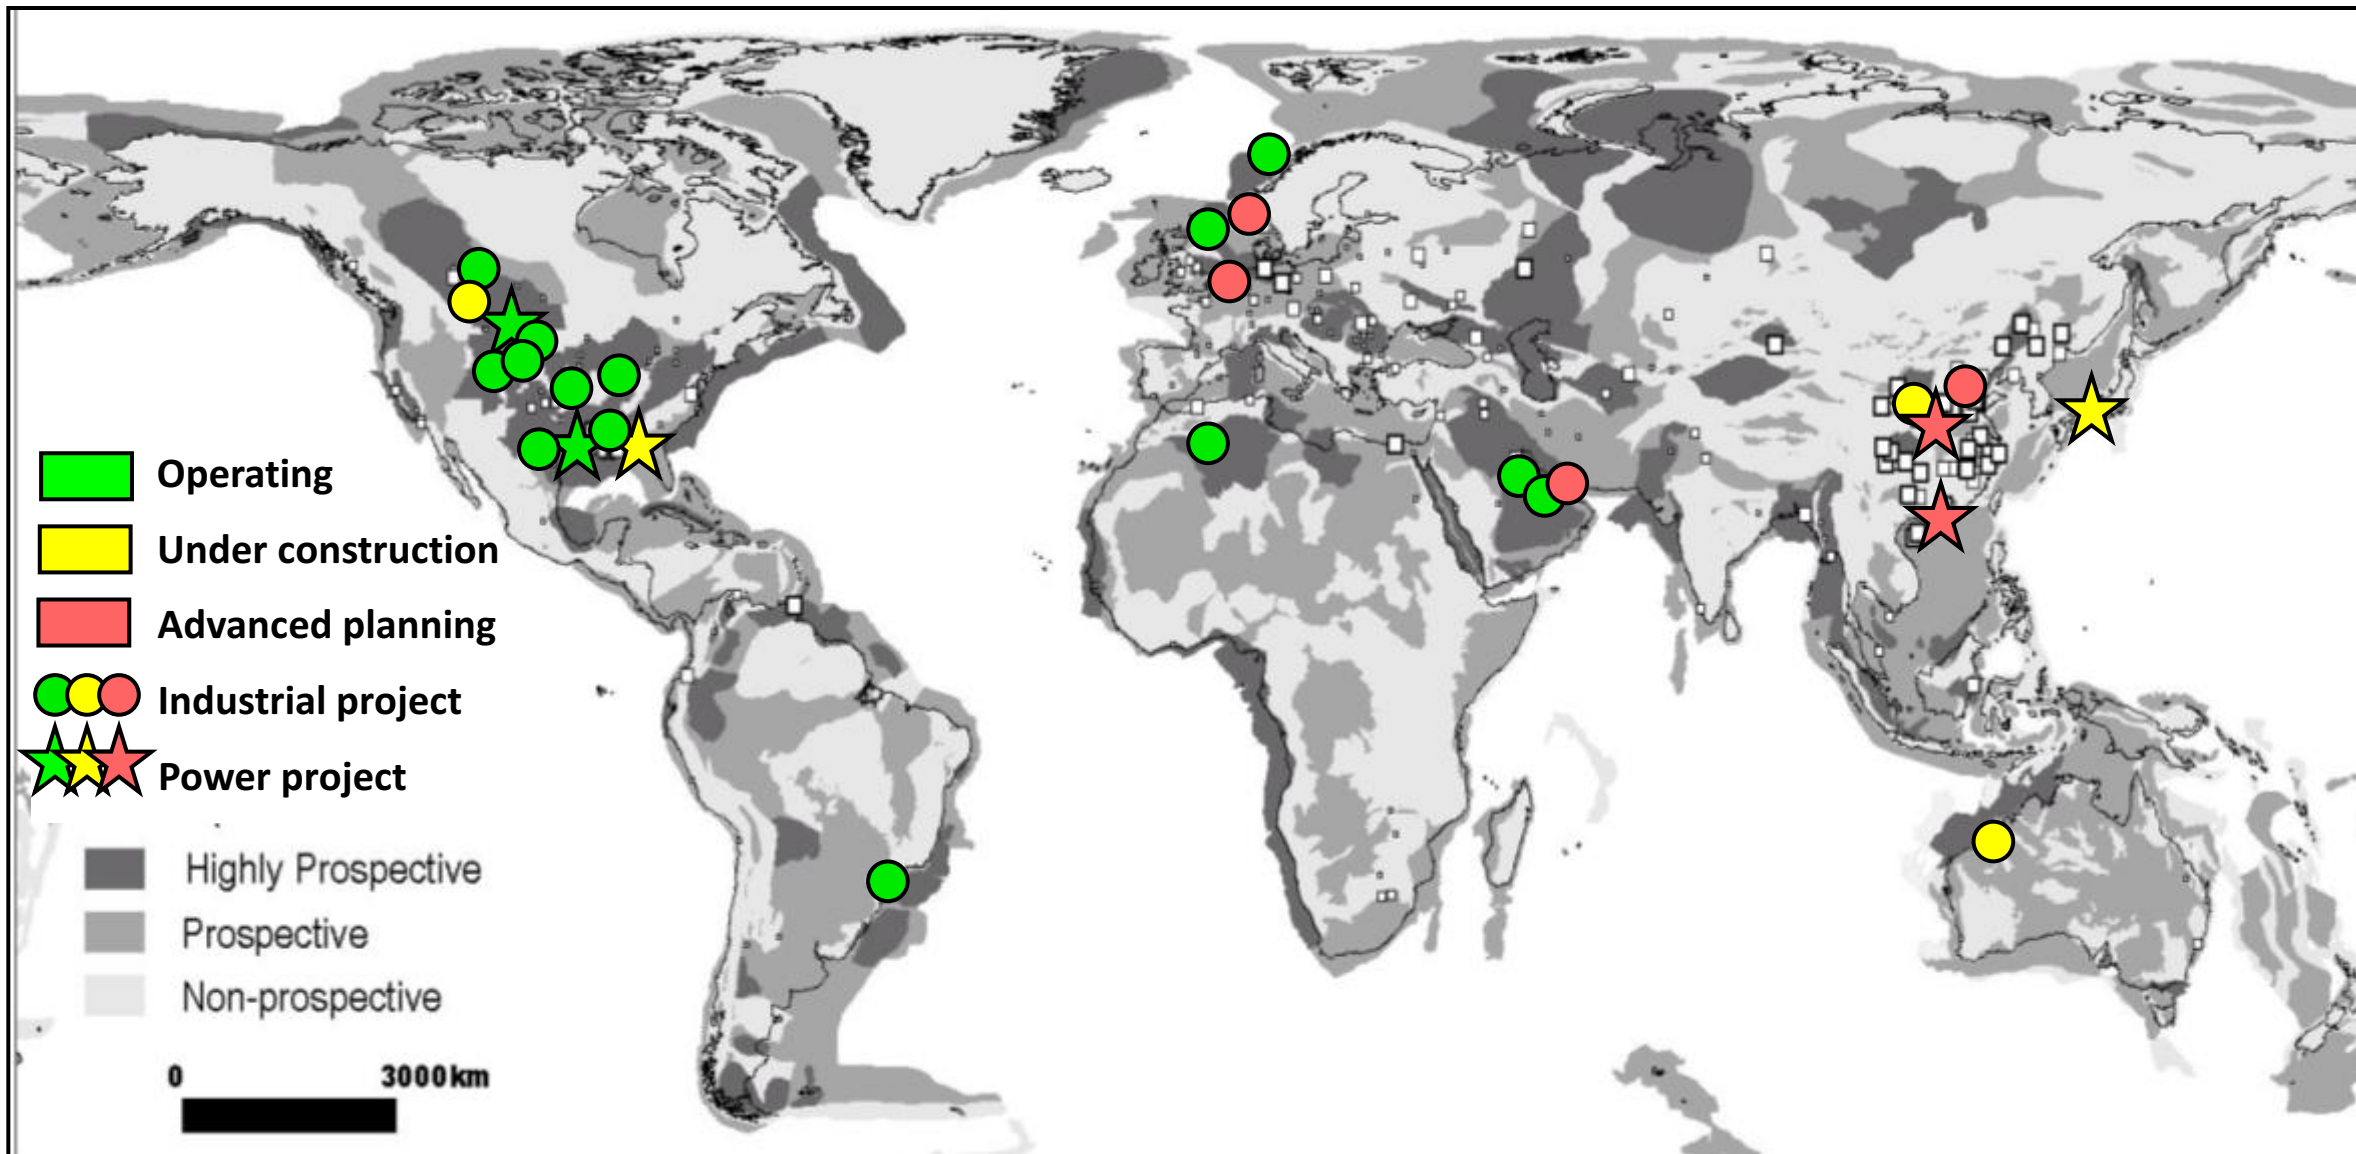 Operating
Under construction
Advanced planning
Industrial project
Power project
Highly Prospective
Prospective
Non-prospective
0 3000km